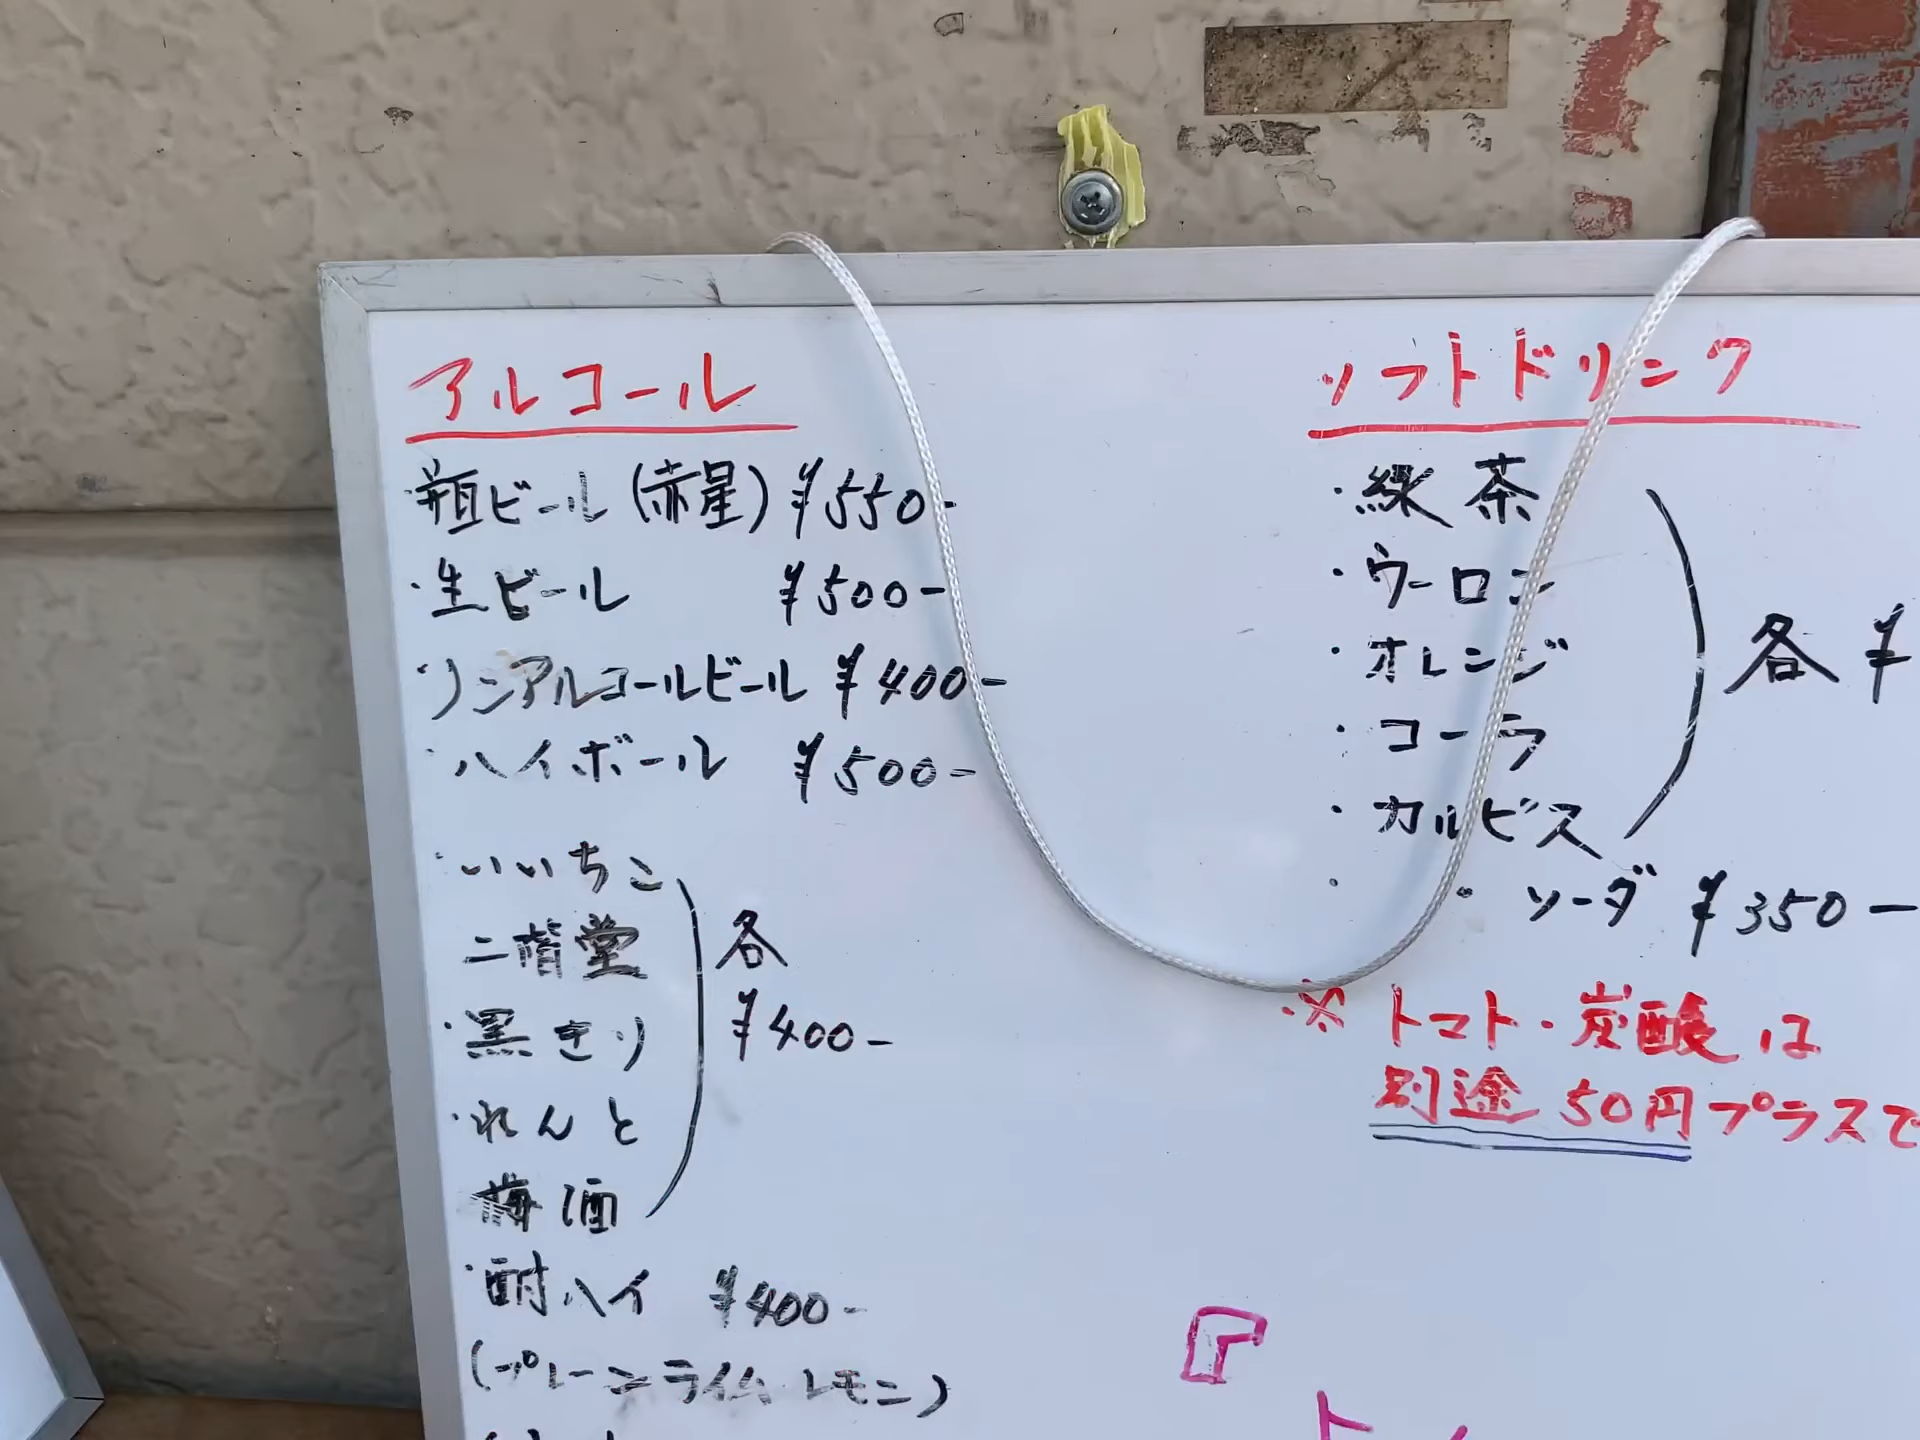 アルコール
・瓶ビール(赤星) ¥550-
・生ビール ¥500-
・ノンアルコールビール ¥400-
・ハイボール ¥500-
・いいちこ
二階堂
・黒きり
・れんと
梅酒
各
¥400-
・酎ハイ ¥400-
(プレーン ライム レモン)
ソフトドリンク
・緑茶
・ウーロン
・オレンジ
・コーラ
・カルピス
各 ¥
・ 〃 ソーダ ¥350-
※ トマト・炭酸は
別途 50円プラスで
「